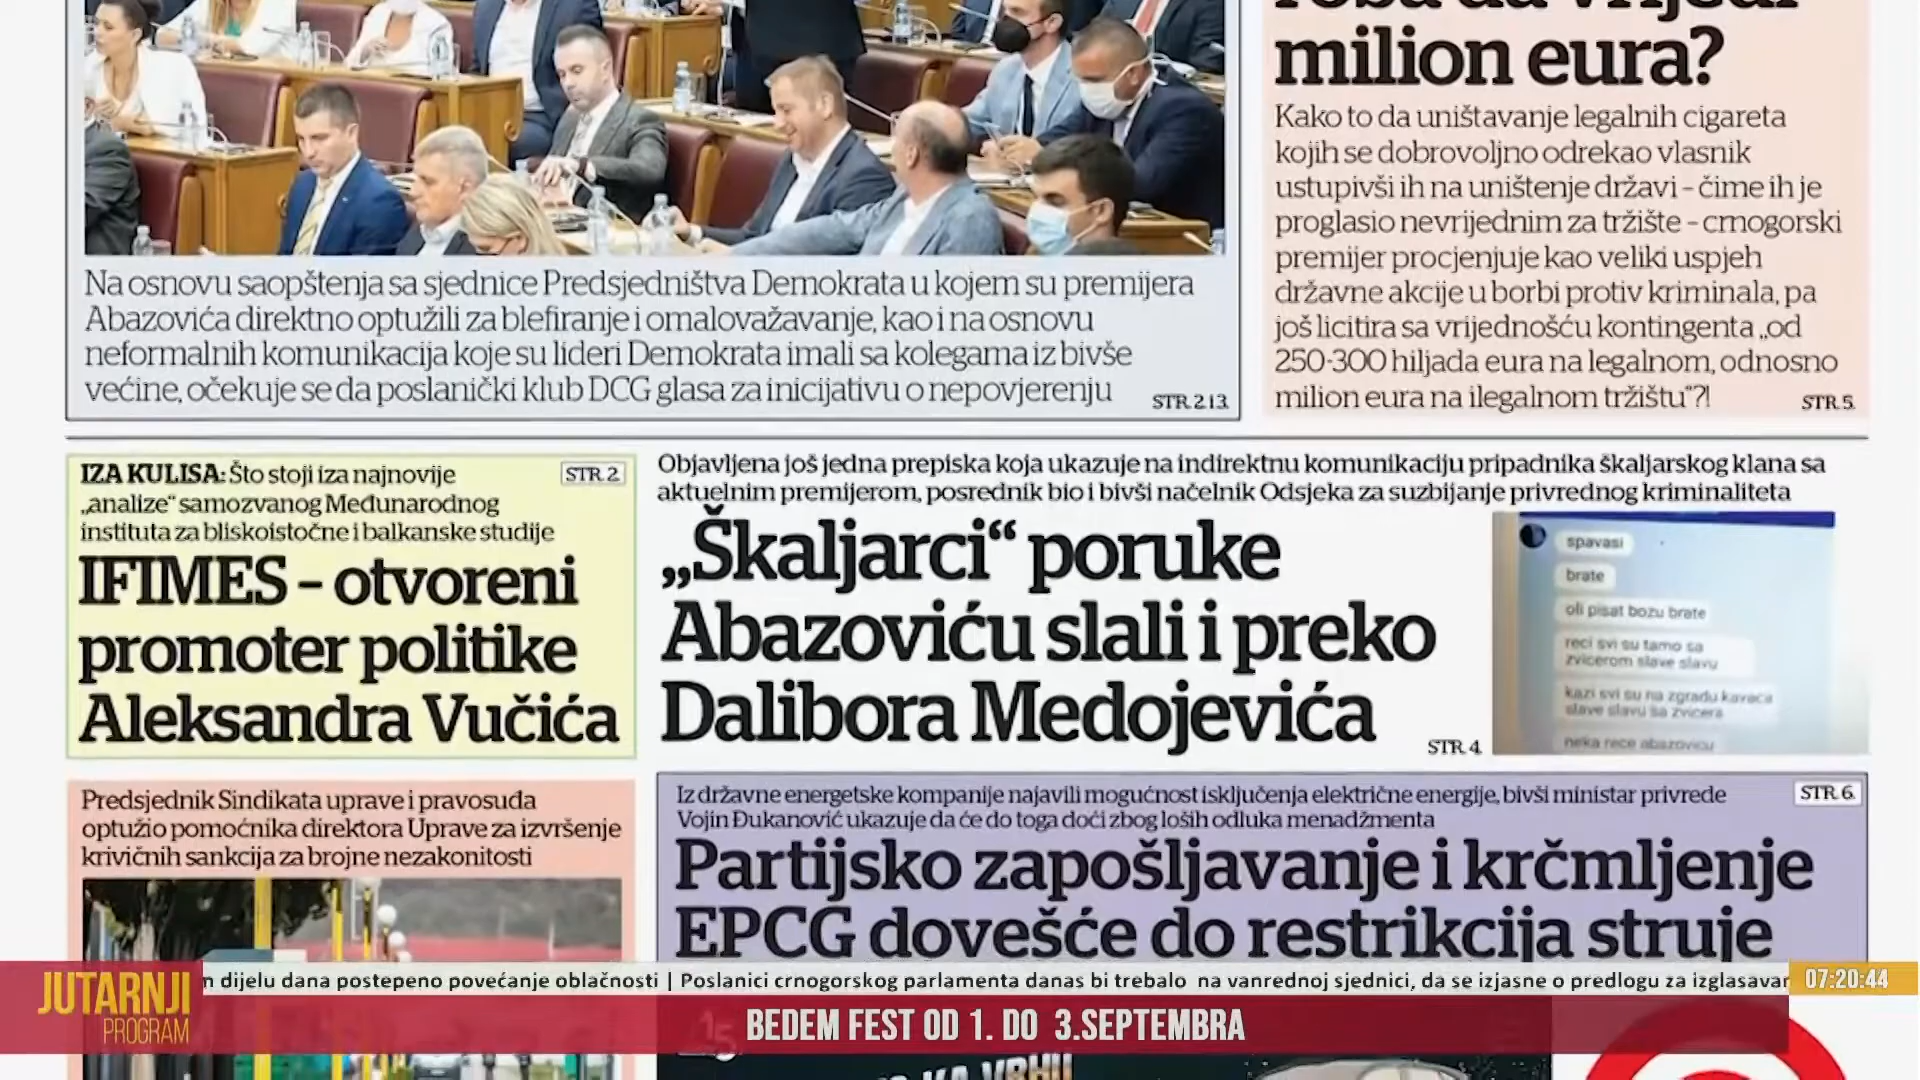 milion eura?
Kako to da uništavanje legalnih cigareta
kojih se dobrovoljno odrekao vlasnik
ustupivši ih na uništenje državi – čime ih je
proglasio nevrijednim za tržište – crnogorski
premijer procjenjuje kao veliki uspjeh
državne akcije u borbi protiv kriminala, pa
još licitira sa vrijednošću kontingenta „od
250-300 hiljada eura na legalnom, odnosno
milion eura na ilegalnom tržištu“?!
STR. 5.
Na osnovu saopštenja sa sjednice Predsjedništva Demokrata u kojem su premijera
Abazovića direktno optužili za blefiranje i omalovažavanje, kao i na osnovu
neformalnih komunikacija koje su lideri Demokrata imali sa kolegama iz bivše
većine, očekuje se da poslanički klub DCG glasa za inicijativu o nepovjerenju
STR. 2 i 3.
IZA KULISA: Što stoji iza najnovije
„analize“ samozvanog Međunarodnog
instituta za bliskoistočne i balkanske studije
STR. 2.
IFIMES – otvoreni
promoter politike
Aleksandra Vučića
Objavljena još jedna prepiska koja ukazuje na indirektnu komunikaciju pripadnika škaljarskog klana sa
aktuelnim premijerom, posrednik bio i bivši načelnik Odsjeka za suzbijanje privrednog kriminaliteta
„Škaljarci“ poruke
Abazoviću slali i preko
Dalibora Medojevića
STR. 4.
spavasi
brate
oli pisat bozu brate
reci svi su tamo sa
zvicerom slave slavu
kazi svi su na zgradu kavaca
slave slavu sa zvicera
neka rece abazovicu
Predsjednik Sindikata uprave i pravosuđa
optužio pomoćnika direktora Uprave za izvršenje
krivičnih sankcija za brojne nezakonitosti
Iz državne energetske kompanije najavili mogućnost isključenja električne energije, bivši ministar privrede
Vojin Đukanović ukazuje da će do toga doći zbog loših odluka menadžmenta
STR. 6.
Partijsko zapošljavanje i krčmljenje
EPCG dovešće do restrikcija struje
JUTARNJI
PROGRAM
dijelu dana postepeno povećanje oblačnosti | Poslanici crnogorskog parlamenta danas bi trebalo na vanrednoj sjednici, da se izjasne o predlogu za izglasavan
07:20:44
BEDEM FEST OD 1. DO 3.SEPTEMBRA